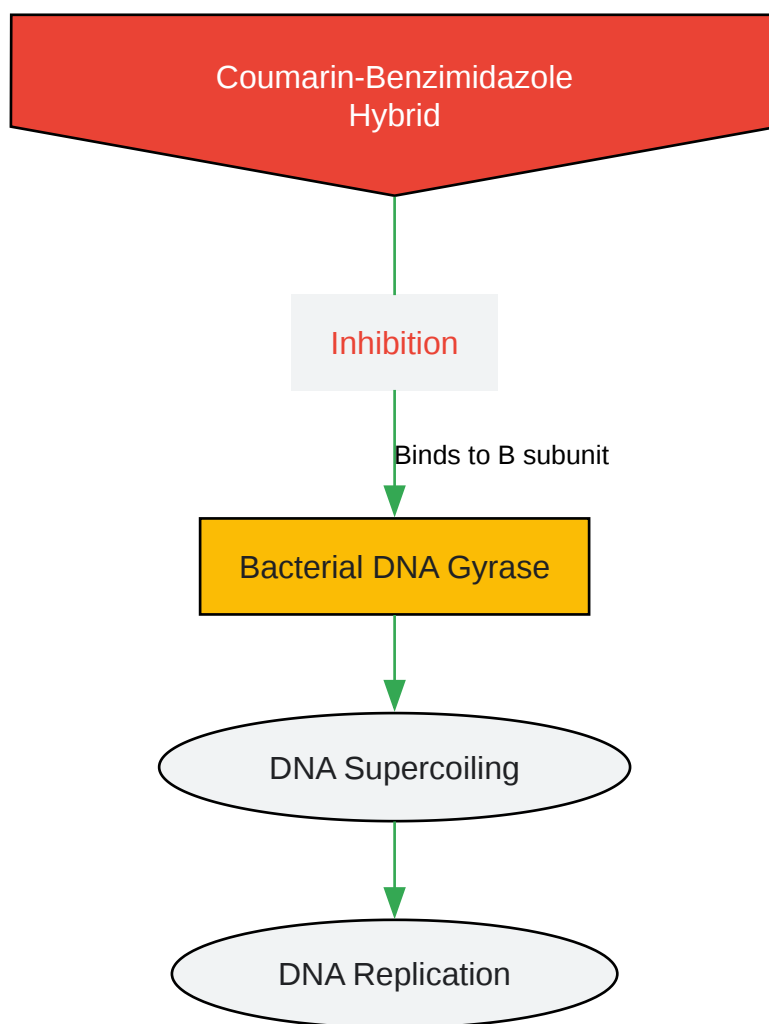 Coumarin-Benzimidazole
Hybrid
Inhibition
Binds to B subunit
Bacterial DNA Gyrase
DNA Supercoiling
DNA Replication